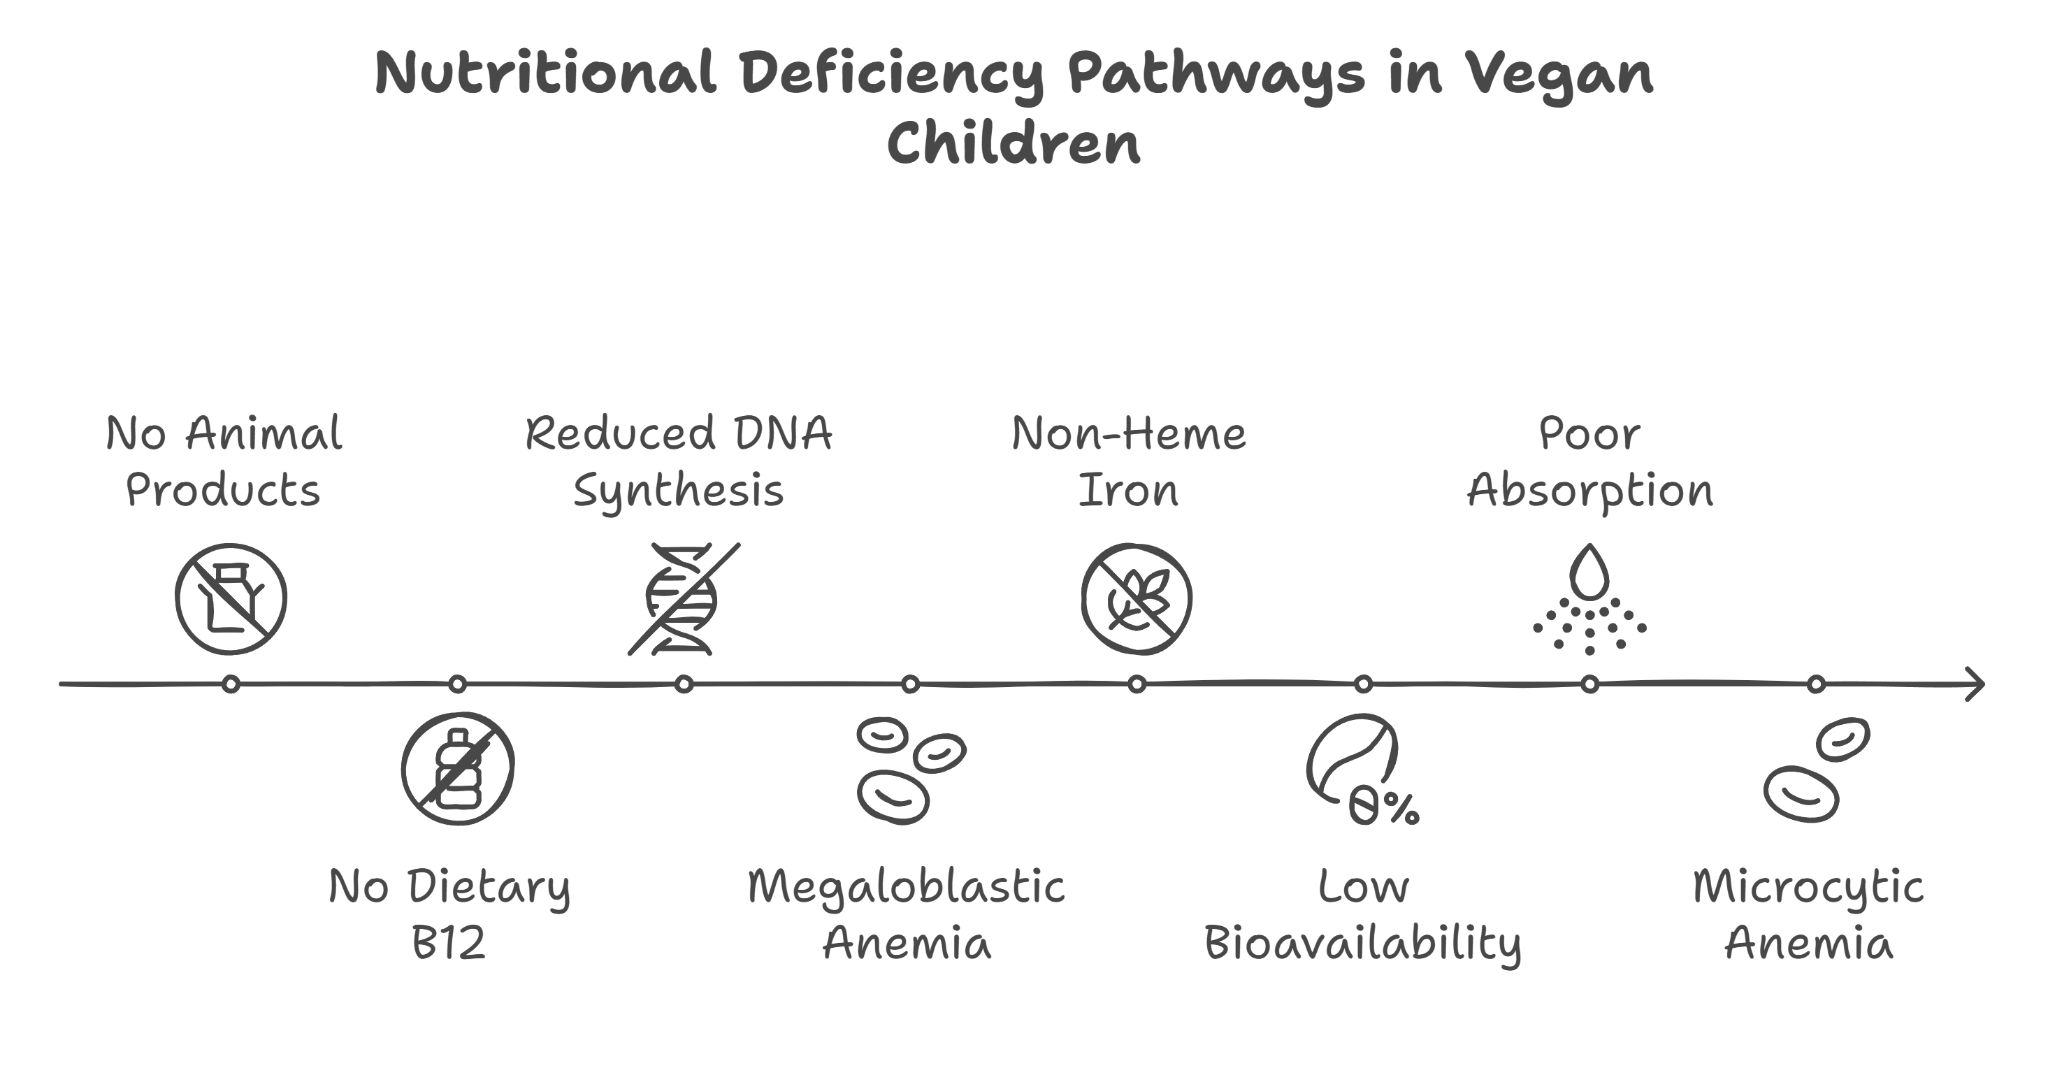 Nutritional Deficiency Pathways in Vegan
Children
No Animal
Products
No Dietary
B12
Reduced DNA
Synthesis
Megaloblastic
Anemia
Non-Heme
Iron
0%
Low
Bioavailability
Poor
Absorption
Microcytic
Anemia